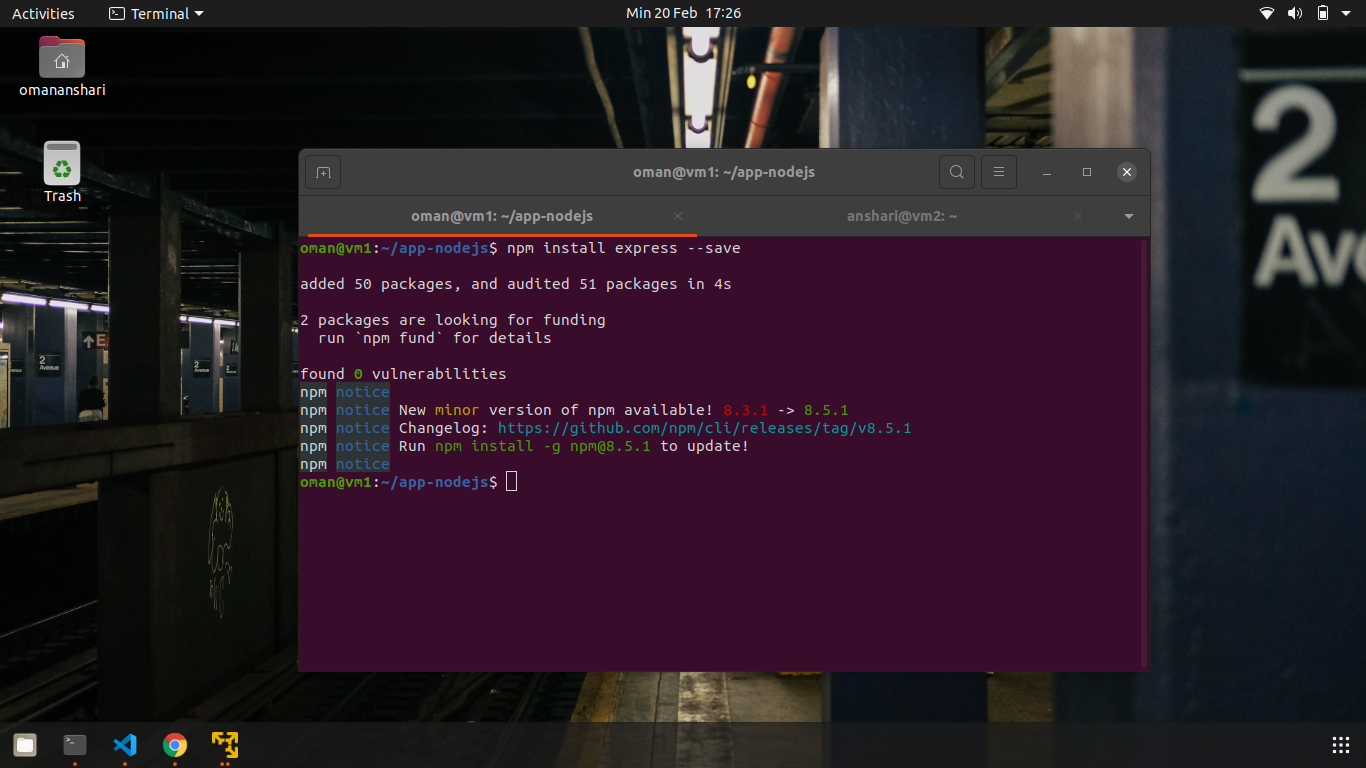 Activities
Terminal
Min 20 Feb 17:26
omananshari
Trash
oman@vm1: ~/app-nodejs
oman@vm1: ~/app-nodejs
anshari@vm2: ~
oman@vm1:~/app-nodejs$ npm install express --save
added 50 packages, and audited 51 packages in 4s
2 packages are looking for funding
run `npm fund` for details
found 0 vulnerabilities
npm notice
npm notice New minor version of npm available! 8.3.1 -> 8.5.1
npm notice Changelog: https://github.com/npm/cli/releases/tag/v8.5.1
npm notice Run npm install -g npm@8.5.1 to update!
npm notice
oman@vm1:~/app-nodejs$
2
Ave
2
Avenue
2
Avenue
2